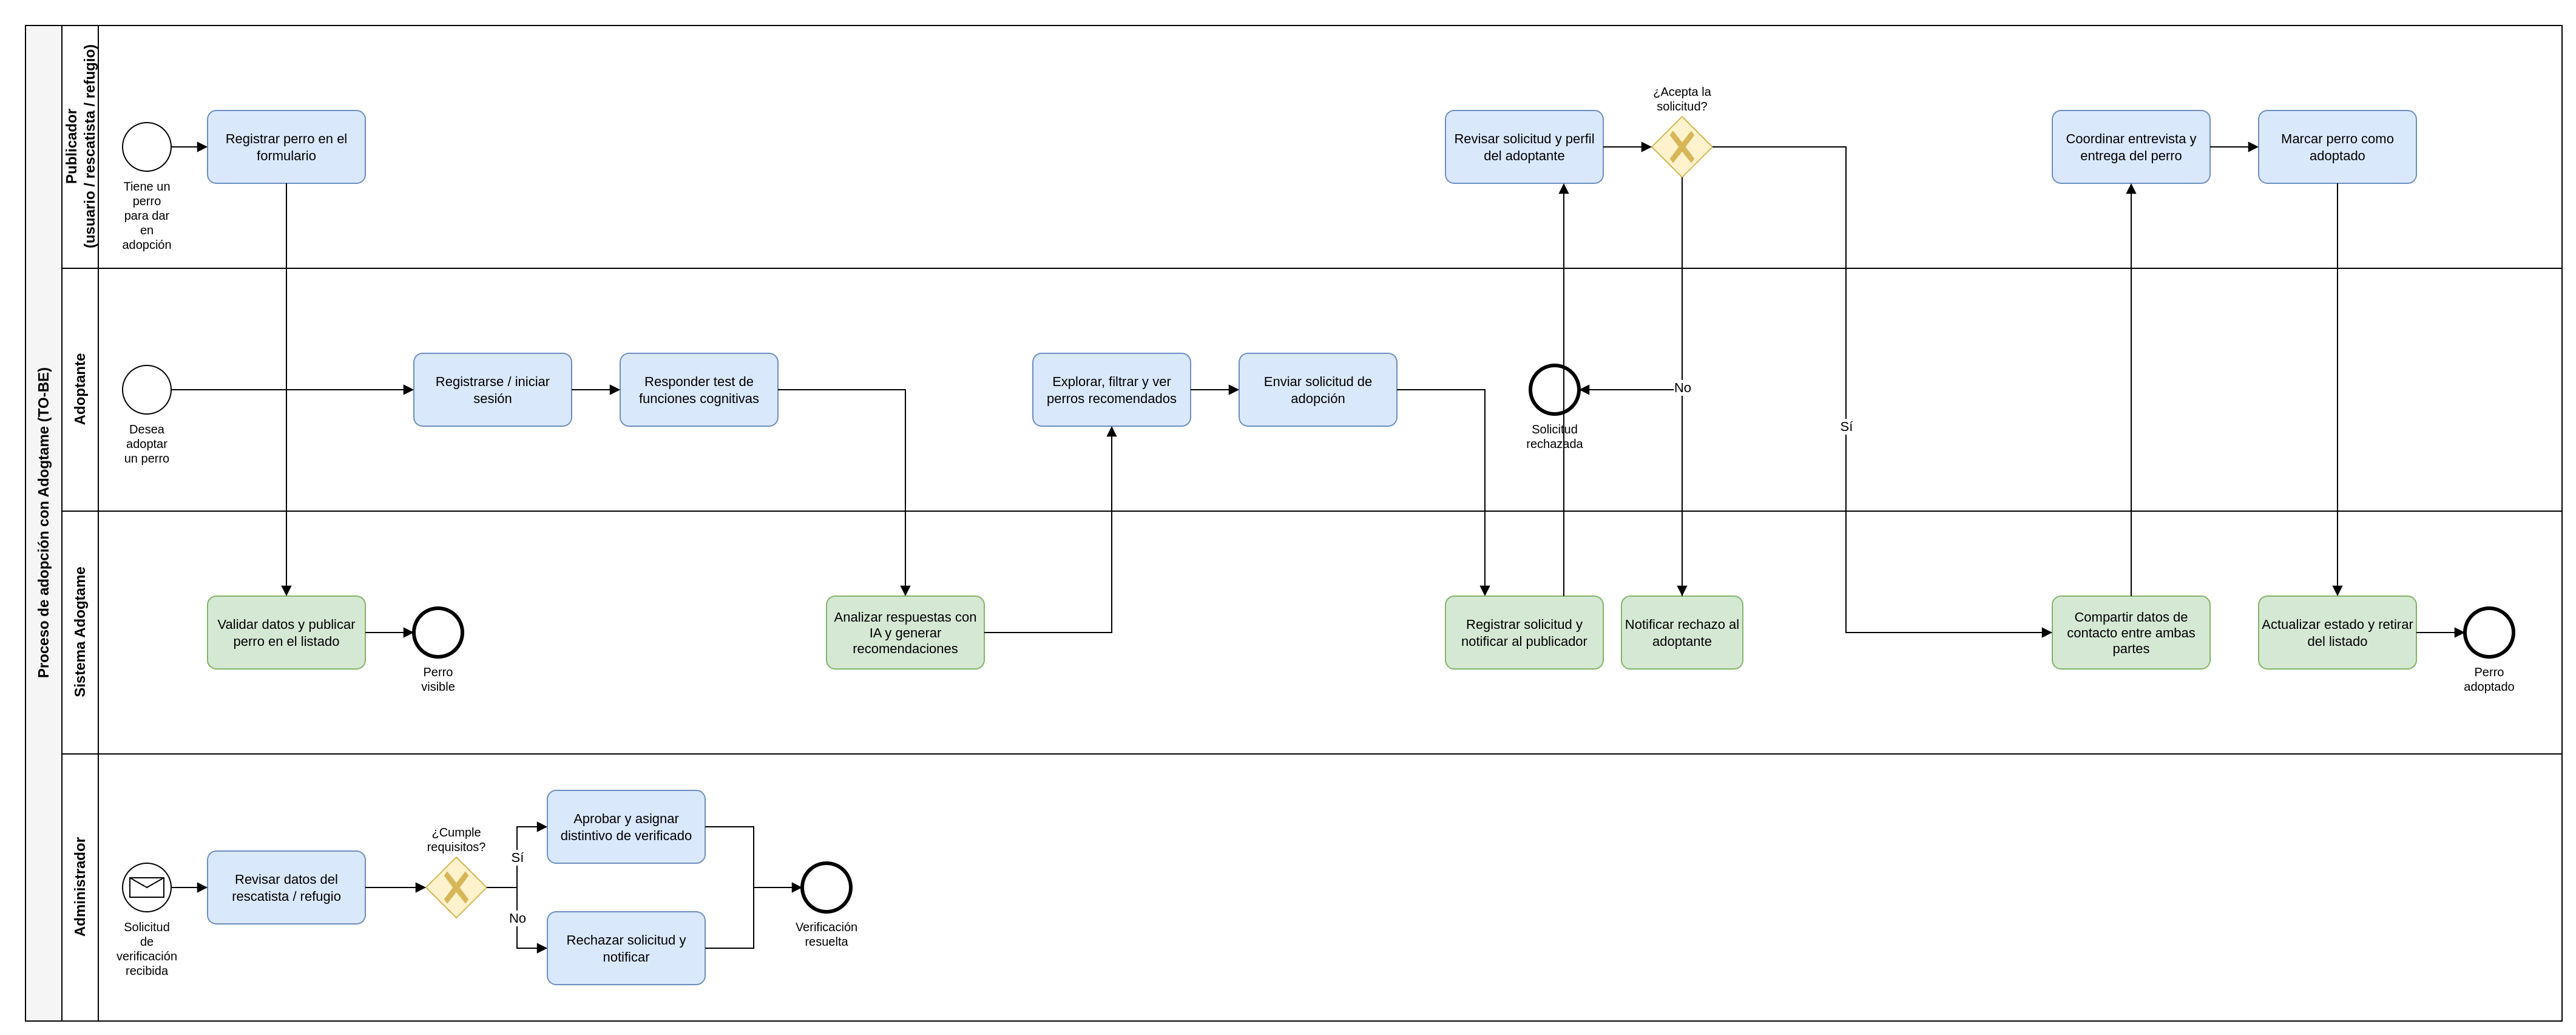 Proceso de adopción con Adogtame (TO-BE)
Publicador
(usuario / rescatista / refugio)
Tiene un
perro
para dar
en
adopción
Registrar perro en el
formulario
Revisar solicitud y perfil
del adoptante
¿Acepta la
solicitud?
Coordinar entrevista y
entrega del perro
Marcar perro como
adoptado
Adoptante
Desea
adoptar
un perro
Registrarse / iniciar
sesión
Responder test de
funciones cognitivas
Explorar, filtrar y ver
perros recomendados
Enviar solicitud de
adopción
Solicitud
rechazada
No
Sí
Sistema Adogtame
Validar datos y publicar
perro en el listado
Perro
visible
Analizar respuestas con
IA y generar
recomendaciones
Registrar solicitud y
notificar al publicador
Notificar rechazo al
adoptante
Compartir datos de
contacto entre ambas
partes
Actualizar estado y retirar
del listado
Perro
adoptado
Administrador
Solicitud
de
verificación
recibida
Revisar datos del
rescatista / refugio
¿Cumple
requisitos?
Sí
No
Aprobar y asignar
distintivo de verificado
Rechazar solicitud y
notificar
Verificación
resuelta